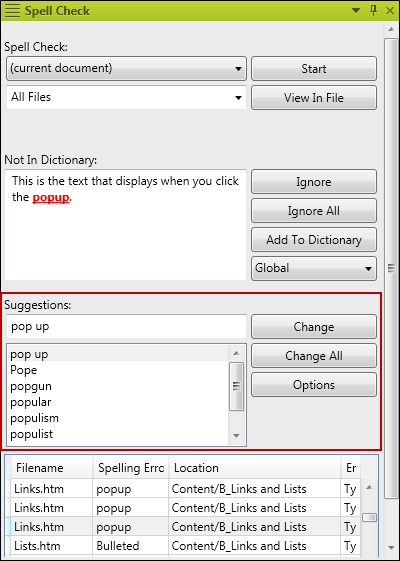 Spell Check
Spell Check:
(current document) Start
All Files View In File
Not In Dictionary:
This is the text that displays when you click
the popup.
Ignore
Ignore All
Add To Dictionary
Global
Suggestions:
pop up Change
pop up Change All
Pope
popgun Options
popular
populism
populist
Filename Spelling Erro Location Er
Links.htm popup Content/B_Links and Lists Ty
Links.htm popup Content/B_Links and Lists Ty
Links.htm popup Content/B_Links and Lists Ty
Lists.htm Bulleted Content/B_Links and Lists Ty